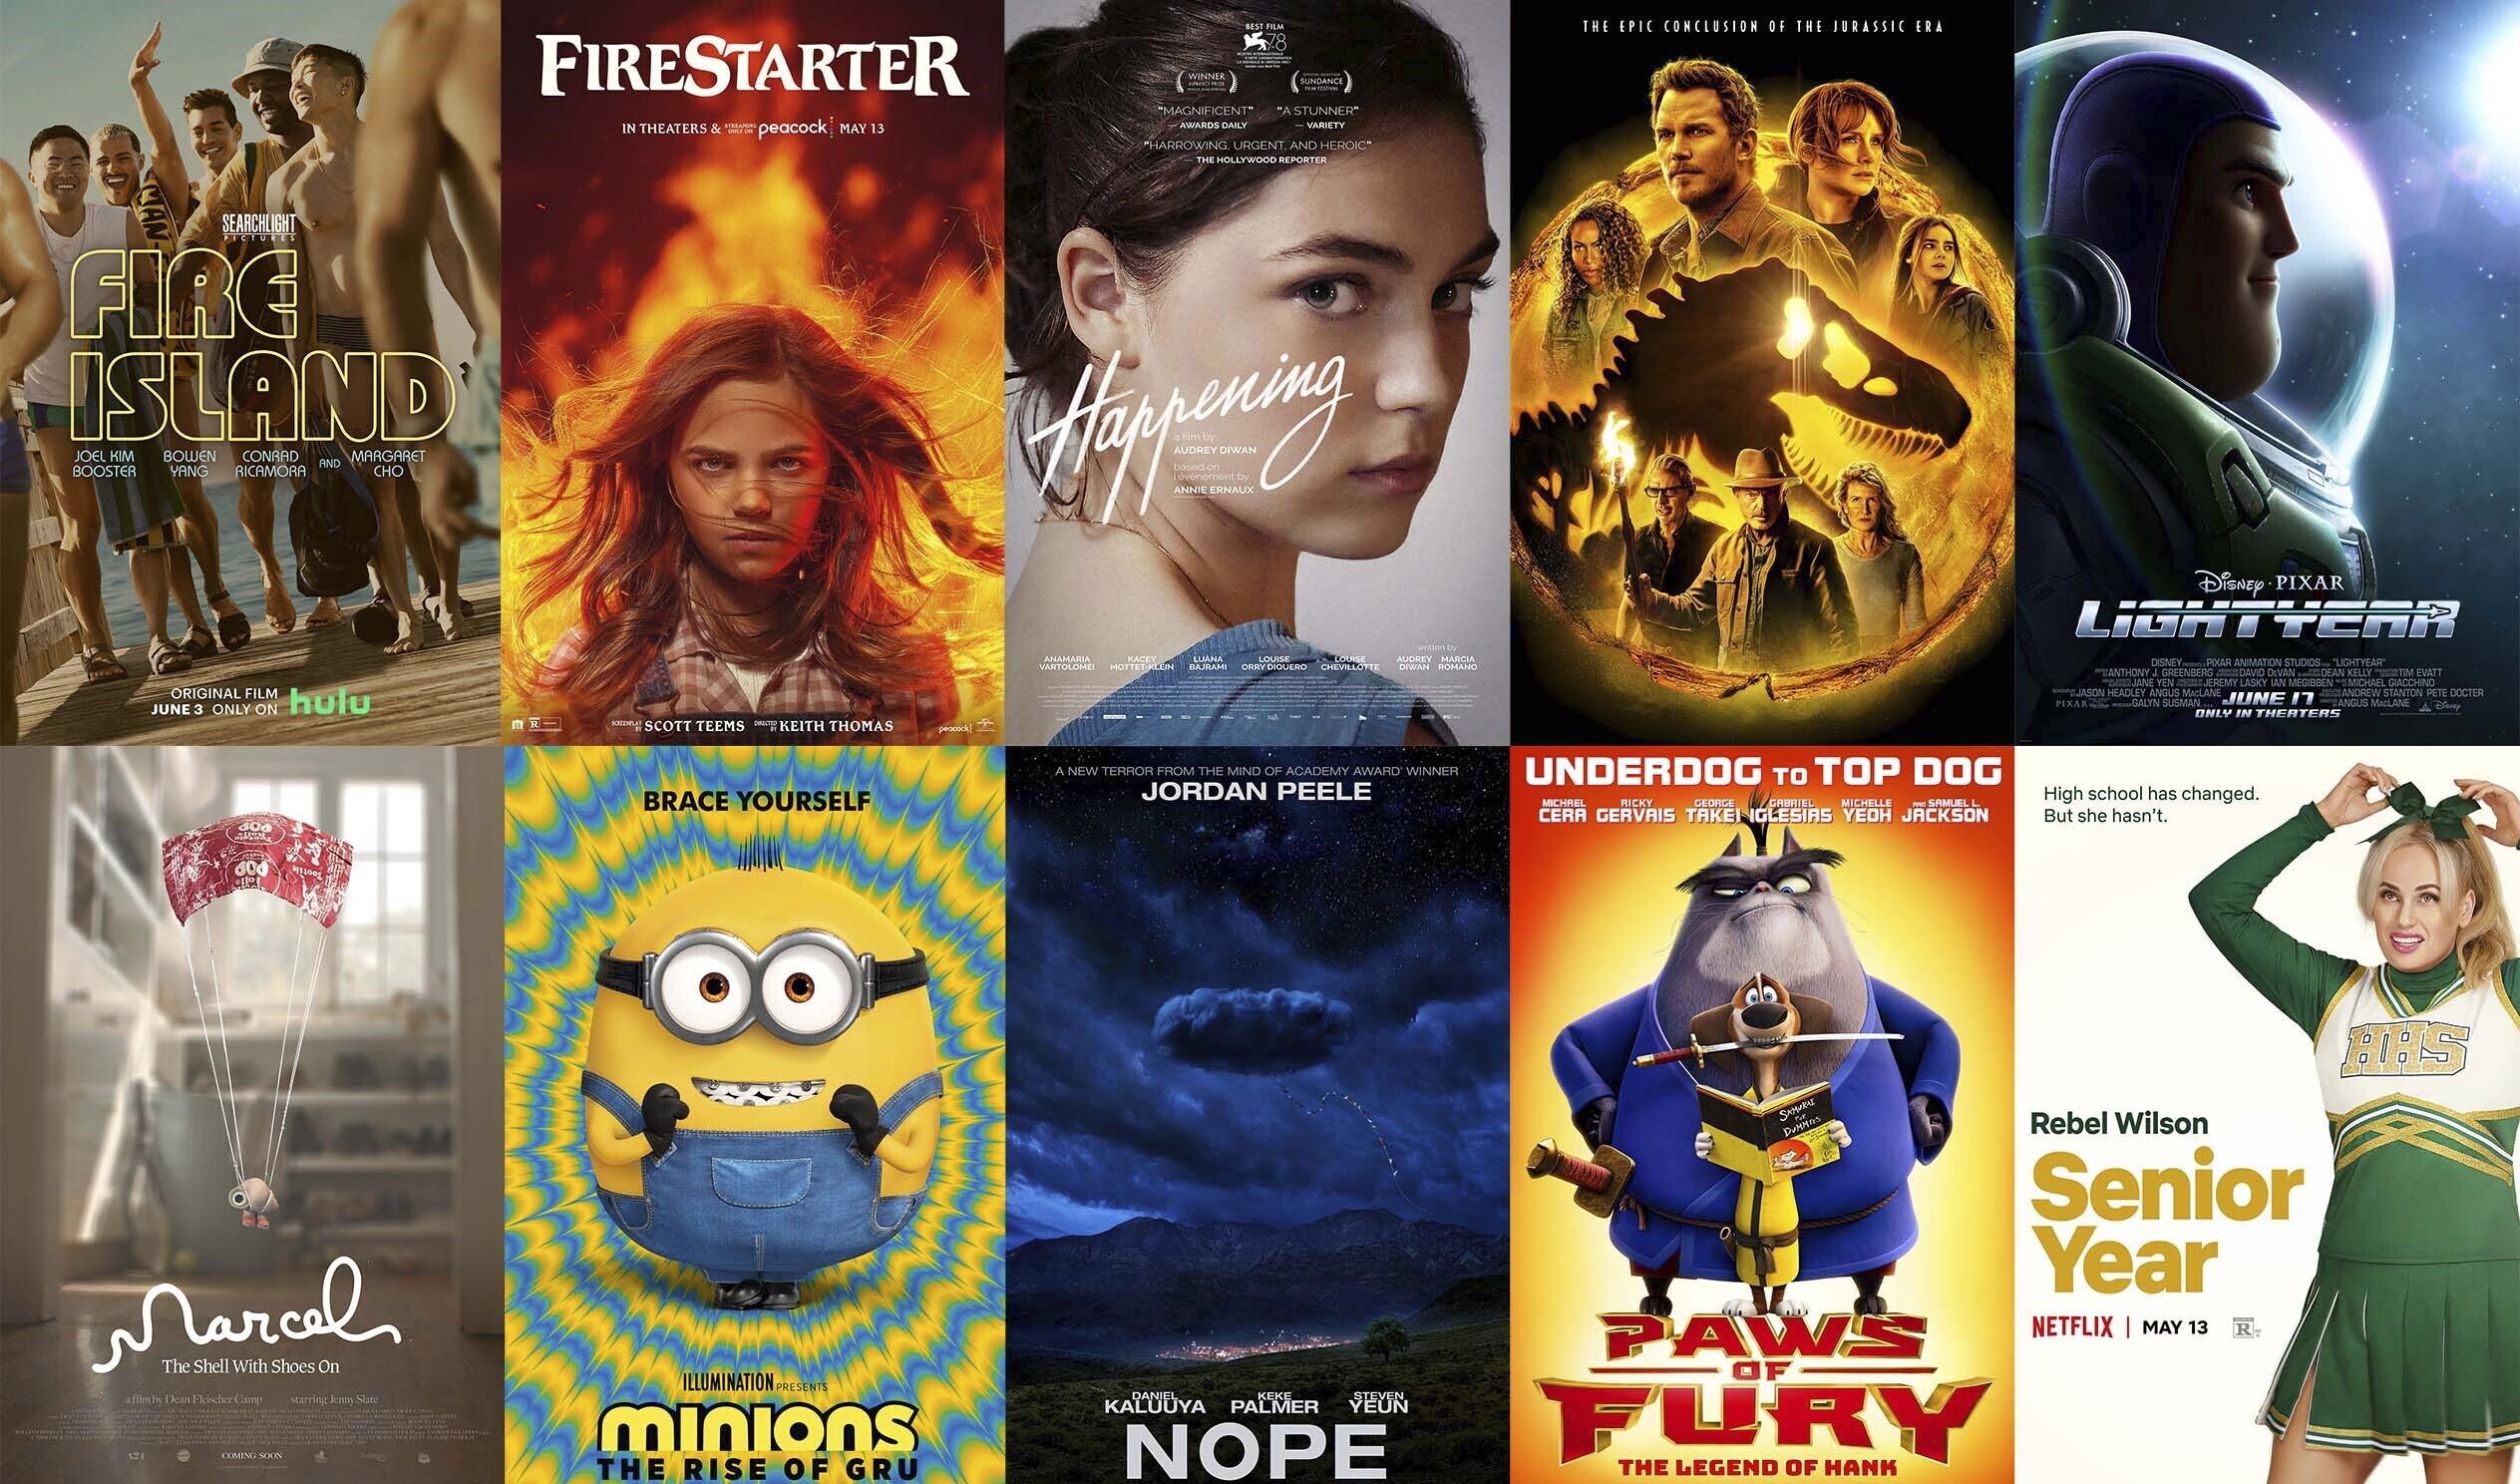 SEARCHLIGHT
PICTURES
FIRE
ISLAND
JOEL KIM BOOSTER
BOWEN YANG
CONRAD RICAMORA
AND
MARGARET CHO
ORIGINAL FILM
JUNE 3 ONLY ON hulu
FIRESTARTER
IN THEATERS & STREAMING ONLY ON peacock MAY 13
SCREENPLAY BY SCOTT TEEMS DIRECTED BY KEITH THOMAS
peacock
BEST FILM
78
WINNER
OFFICIAL SELECTION
SUNDANCE
FILM FESTIVAL
"MAGNIFICENT"
— AWARDS DAILY
"A STUNNER"
— VARIETY
"HARROWING, URGENT, AND HEROIC"
— THE HOLLYWOOD REPORTER
Happening
a film by
AUDREY DIWAN
based on
l'événement by
ANNIE ERNAUX
written by
ANAMARIA VARTOLOMEI
KACEY MOTTET-KLEIN
LUÀNA BAJRAMI
LOUISE ORRY DIQUERO
LOUISE CHEVILLOTTE
AUDREY DIWAN
MARCIA ROMANO
THE EPIC CONCLUSION OF THE JURASSIC ERA
DISNEY · PIXAR
LIGHTYEAR
DISNEY PRESENTS A PIXAR ANIMATION STUDIOS FILM "LIGHTYEAR"
ANTHONY J. GREENBERG DAVID DEVAN DEAN KELLY TIM EVATT
JANE YEN JEREMY LASKY IAN MEGIBBEN MICHAEL GIACCHINO
JASON HEADLEY ANGUS MACLANE JUNE 17 ANDREW STANTON PETE DOCTER
PIXAR GALYN SUSMAN, P.G.A. ANGUS MACLANE Disney
ONLY IN THEATERS
Marcel
The Shell With Shoes On
a film by Dean Fleischer Camp starring Jenny Slate
A24
COMING SOON
BRACE YOURSELF
ILLUMINATION PRESENTS
MINIONS
THE RISE OF GRU
A NEW TERROR FROM THE MIND OF ACADEMY AWARD® WINNER
JORDAN PEELE
DANIEL KALUUYA
KEKE PALMER
STEVEN YEUN
NOPE
UNDERDOG TO TOP DOG
MICHAEL CERA
RICKY GERVAIS
GEORGE TAKEI
GABRIEL IGLESIAS
MICHELLE YEOH
AND SAMUEL L. JACKSON
SAMURAI
FOR
DUMMIES
PAWS
OF
FURY
THE LEGEND OF HANK
High school has changed.
But she hasn't.
HHS
Rebel Wilson
Senior
Year
NETFLIX | MAY 13 R